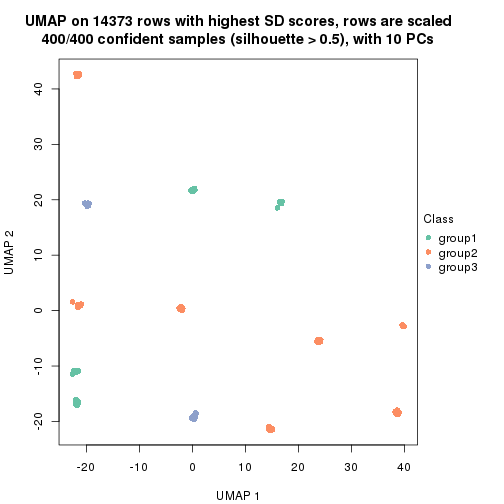 UMAP on 14373 rows with highest SD scores, rows are scaled
400/400 confident samples (silhouette > 0.5), with 10 PCs
40
30
20
10
0
-10
-20
UMAP 2
-20
-10
0
10
20
30
40
UMAP 1
Class
group1
group2
group3